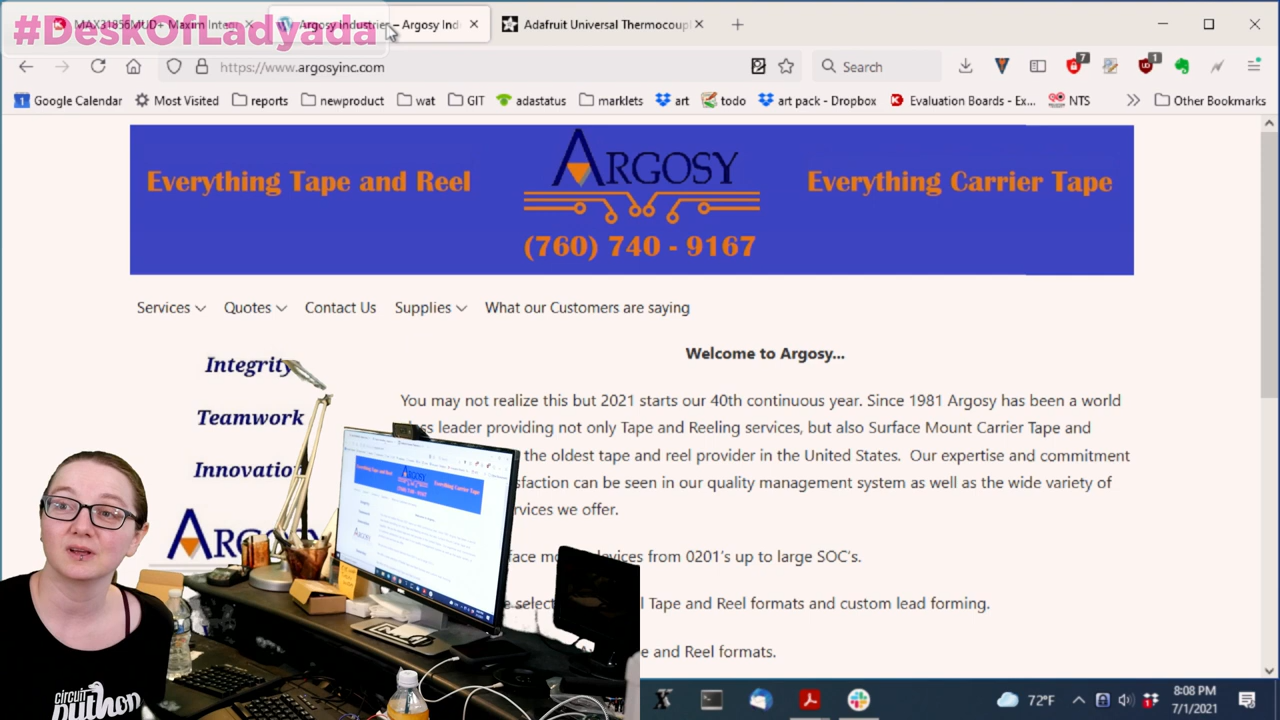 #DeskOfLadyada
MAX31856MUD+ Maxim Integ
Argosy Industries – Argosy Ind
Adafruit Universal Thermocoupl
https://www.argosyinc.com
Search
7
1
Google Calendar
Most Visited
reports
newproduct
wat
GIT
adastatus
marklets
art
todo
art pack - Dropbox
Evaluation Boards - Ex...
NTS
Other Bookmarks
Everything Tape and Reel
ARGOSY
Everything Carrier Tape
(760) 740 - 9167
Services
Quotes
Contact Us
Supplies
What our Customers are saying
Integrity
Teamwork
Innovatio
ARG
Welcome to Argosy...
You may not realize this but 2021 starts our 40th continuous year. Since 1981 Argosy has been a world
leader providing not only Tape and Reeling services, but also Surface Mount Carrier Tape and
the oldest tape and reel provider in the United States. Our expertise and commitment
sfaction can be seen in our quality management system as well as the wide variety of
rvices we offer.
devices from 0201's up to large SOC's.
Tape and Reel formats and custom lead forming.
e and Reel formats.
circuit
python
72°F
8:08 PM
7/1/2021